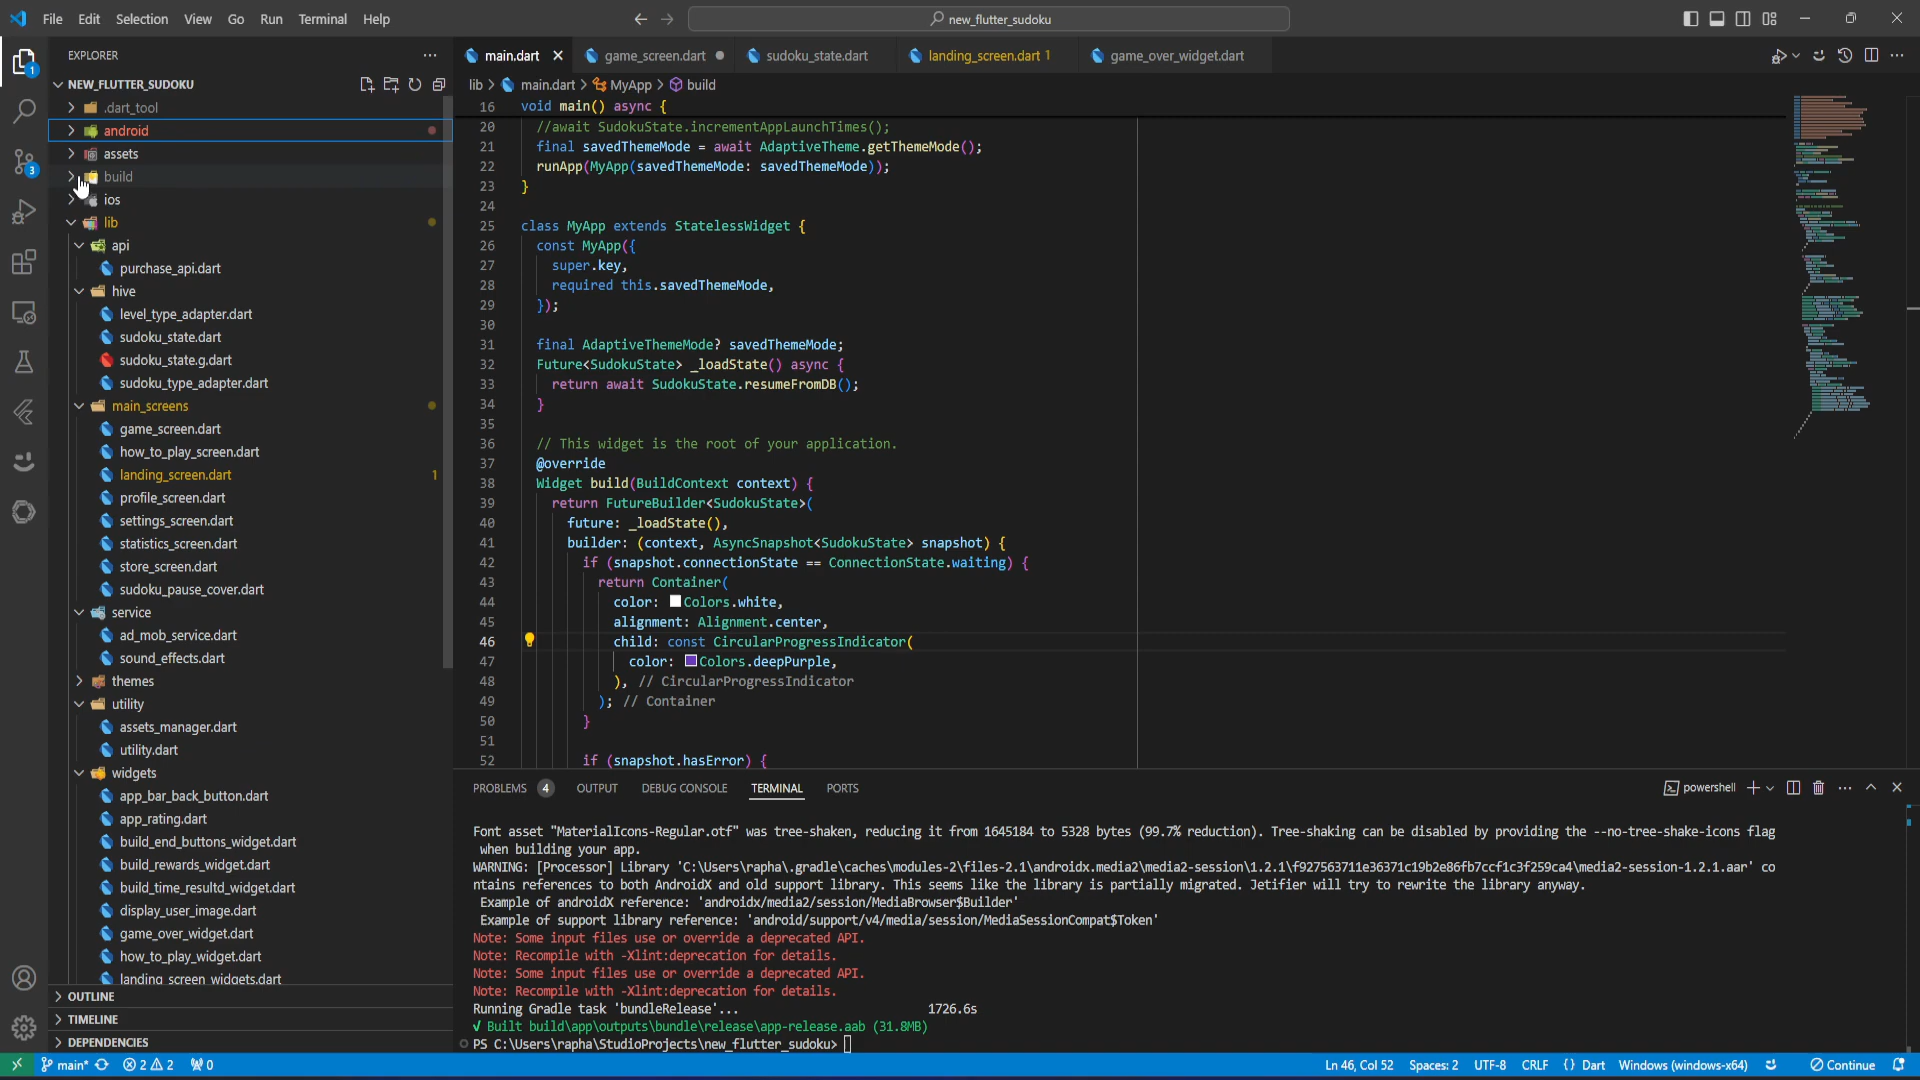 File Edit Selection View Go Run Terminal Help
new_flutter_sudoku
EXPLORER
NEW_FLUTTER_SUDOKU
.dart_tool
android
assets
build
ios
lib
api
purchase_api.dart
hive
level_type_adapter.dart
sudoku_state.dart
sudoku_state.g.dart
sudoku_type_adapter.dart
main_screens
game_screen.dart
how_to_play_screen.dart
landing_screen.dart 1
profile_screen.dart
settings_screen.dart
statistics_screen.dart
store_screen.dart
sudoku_pause_cover.dart
service
ad_mob_service.dart
sound_effects.dart
themes
utility
assets_manager.dart
utility.dart
widgets
app_bar_back_button.dart
app_rating.dart
build_end_buttons_widget.dart
build_rewards_widget.dart
build_time_resultd_widget.dart
display_user_image.dart
game_over_widget.dart
how_to_play_widget.dart
landing_screen_widgets.dart
OUTLINE
TIMELINE
DEPENDENCIES
1
3
main.dart game_screen.dart sudoku_state.dart landing_screen.dart 1 game_over_widget.dart
lib > main.dart > MyApp > build
16 void main() async {
20 //await SudokuState.incrementAppLaunchTimes();
21 final savedThemeMode = await AdaptiveTheme.getThemeMode();
22 runApp(MyApp(savedThemeMode: savedThemeMode));
23 }
24
25 class MyApp extends StatelessWidget {
26 const MyApp({
27 super.key,
28 required this.savedThemeMode,
29 });
30
31 final AdaptiveThemeMode? savedThemeMode;
32 Future<SudokuState> _loadState() async {
33 return await SudokuState.resumeFromDB();
34 }
35
36 // This widget is the root of your application.
37 @override
38 Widget build(BuildContext context) {
39 return FutureBuilder<SudokuState>(
40 future: _loadState(),
41 builder: (context, AsyncSnapshot<SudokuState> snapshot) {
42 if (snapshot.connectionState == ConnectionState.waiting) {
43 return Container(
44 color: Colors.white,
45 alignment: Alignment.center,
46 child: const CircularProgressIndicator(
47 color: Colors.deepPurple,
48 ), // CircularProgressIndicator
49 ); // Container
50 }
51
52 if (snapshot.hasError) {
PROBLEMS 4 OUTPUT DEBUG CONSOLE TERMINAL PORTS
powershell
Font asset "MaterialIcons-Regular.otf" was tree-shaken, reducing it from 1645184 to 5328 bytes (99.7% reduction). Tree-shaking can be disabled by providing the --no-tree-shake-icons flag
when building your app.
WARNING: [Processor] Library 'C:\Users\rapha\.gradle\caches\modules-2\files-2.1\androidx.media2\media2-session\1.2.1\f927563711e36371c19b2e86fb7ccf1c3f259ca4\media2-session-1.2.1.aar' co
ntains references to both AndroidX and old support library. This seems like the library is partially migrated. Jetifier will try to rewrite the library anyway.
Example of androidX reference: 'androidx/media2/session/MediaBrowser$Builder'
Example of support library reference: 'android/support/v4/media/session/MediaSessionCompat$Token'
Note: Some input files use or override a deprecated API.
Note: Recompile with -Xlint:deprecation for details.
Note: Some input files use or override a deprecated API.
Note: Recompile with -Xlint:deprecation for details.
Running Gradle task 'bundleRelease'... 1726.6s
√ Built build\app\outputs\bundle\release\app-release.aab (31.8MB)
PS C:\Users\rapha\StudioProjects\new_flutter_sudoku>
main* 2 2 0
Ln 46, Col 52 Spaces: 2 UTF-8 CRLF {} Dart Windows (windows-x64) Continue